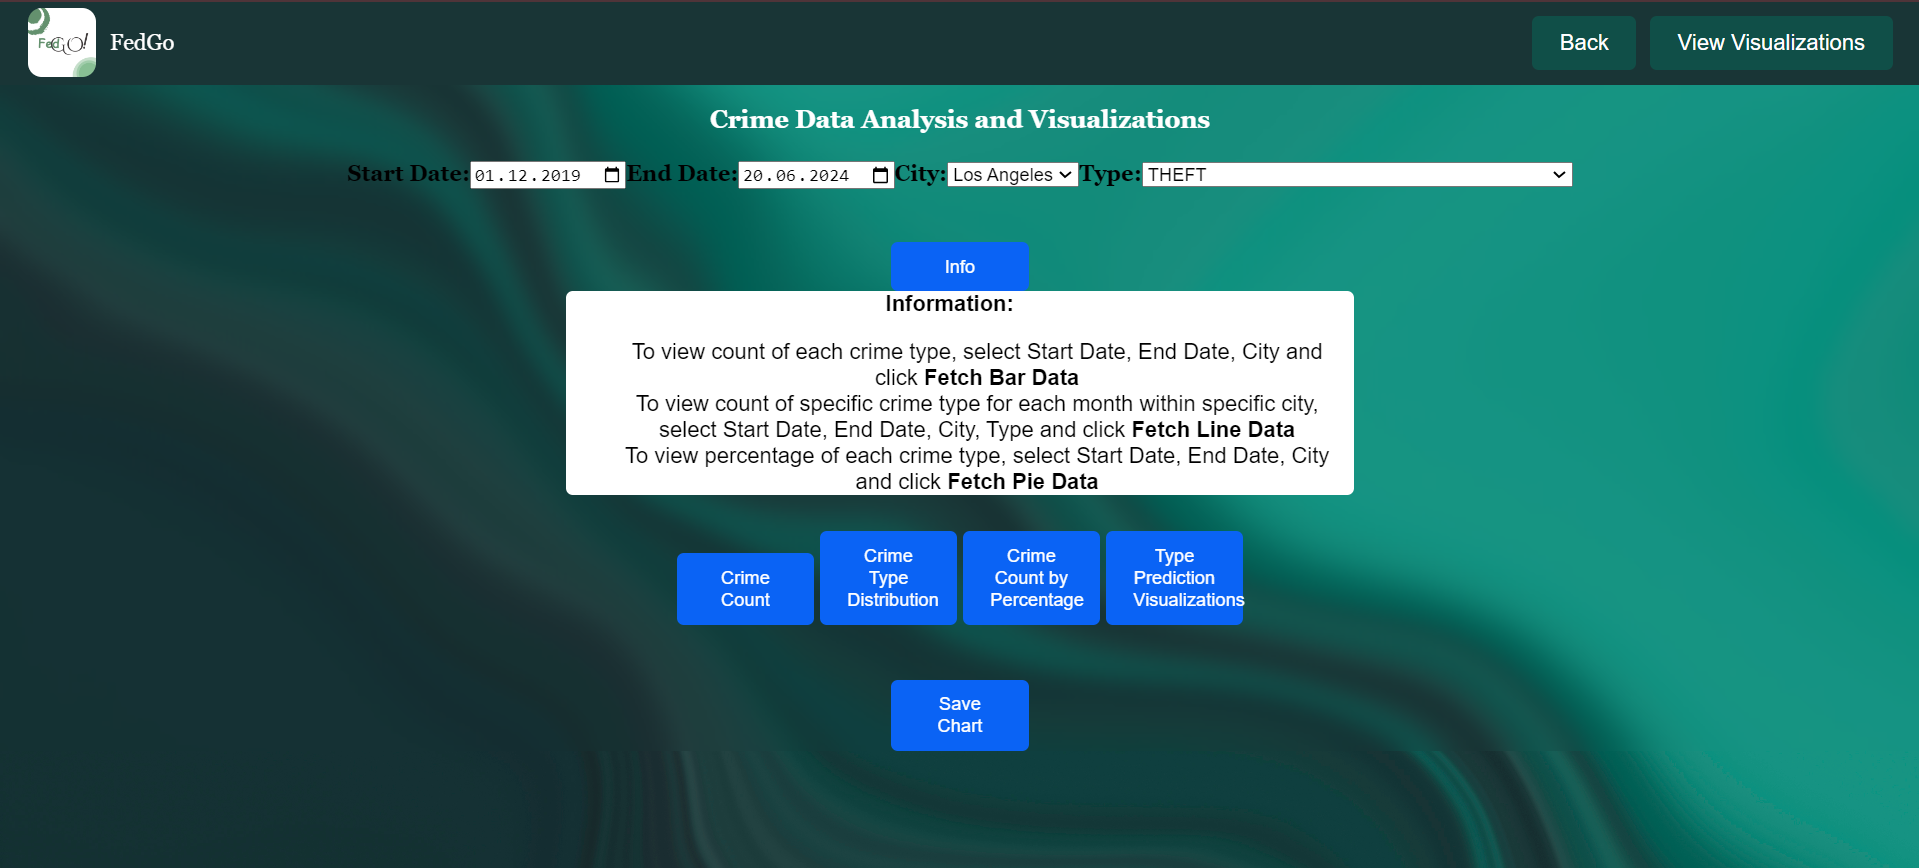 FedGO!
FedGo
Back
View Visualizations
Crime Data Analysis and Visualizations
Start Date: 01.12.2019 End Date: 20.06.2024 City: Los Angeles Type: THEFT
Info
Information:
To view count of each crime type, select Start Date, End Date, City and
click Fetch Bar Data
To view count of specific crime type for each month within specific city,
select Start Date, End Date, City, Type and click Fetch Line Data
To view percentage of each crime type, select Start Date, End Date, City
and click Fetch Pie Data
Crime
Count
Crime
Type
Distribution
Crime
Count by
Percentage
Type
Prediction
Visualizations
Save
Chart